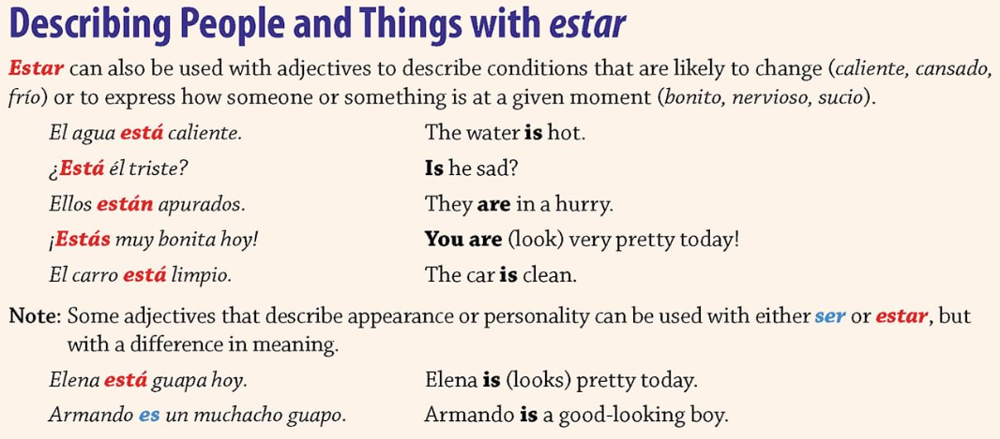 Describing People and Things with estar
Estar can also be used with adjectives to describe conditions that are likely to change (caliente, cansado,
frío) or to express how someone or something is at a given moment (bonito, nervioso, sucio).
El agua está caliente. The water is hot.
¿Está él triste? Is he sad?
Ellos están apurados. They are in a hurry.
¡Estás muy bonita hoy! You are (look) very pretty today!
El carro está limpio. The car is clean.
Note: Some adjectives that describe appearance or personality can be used with either ser or estar, but
with a difference in meaning.
Elena está guapa hoy. Elena is (looks) pretty today.
Armando es un muchacho guapo. Armando is a good-looking boy.